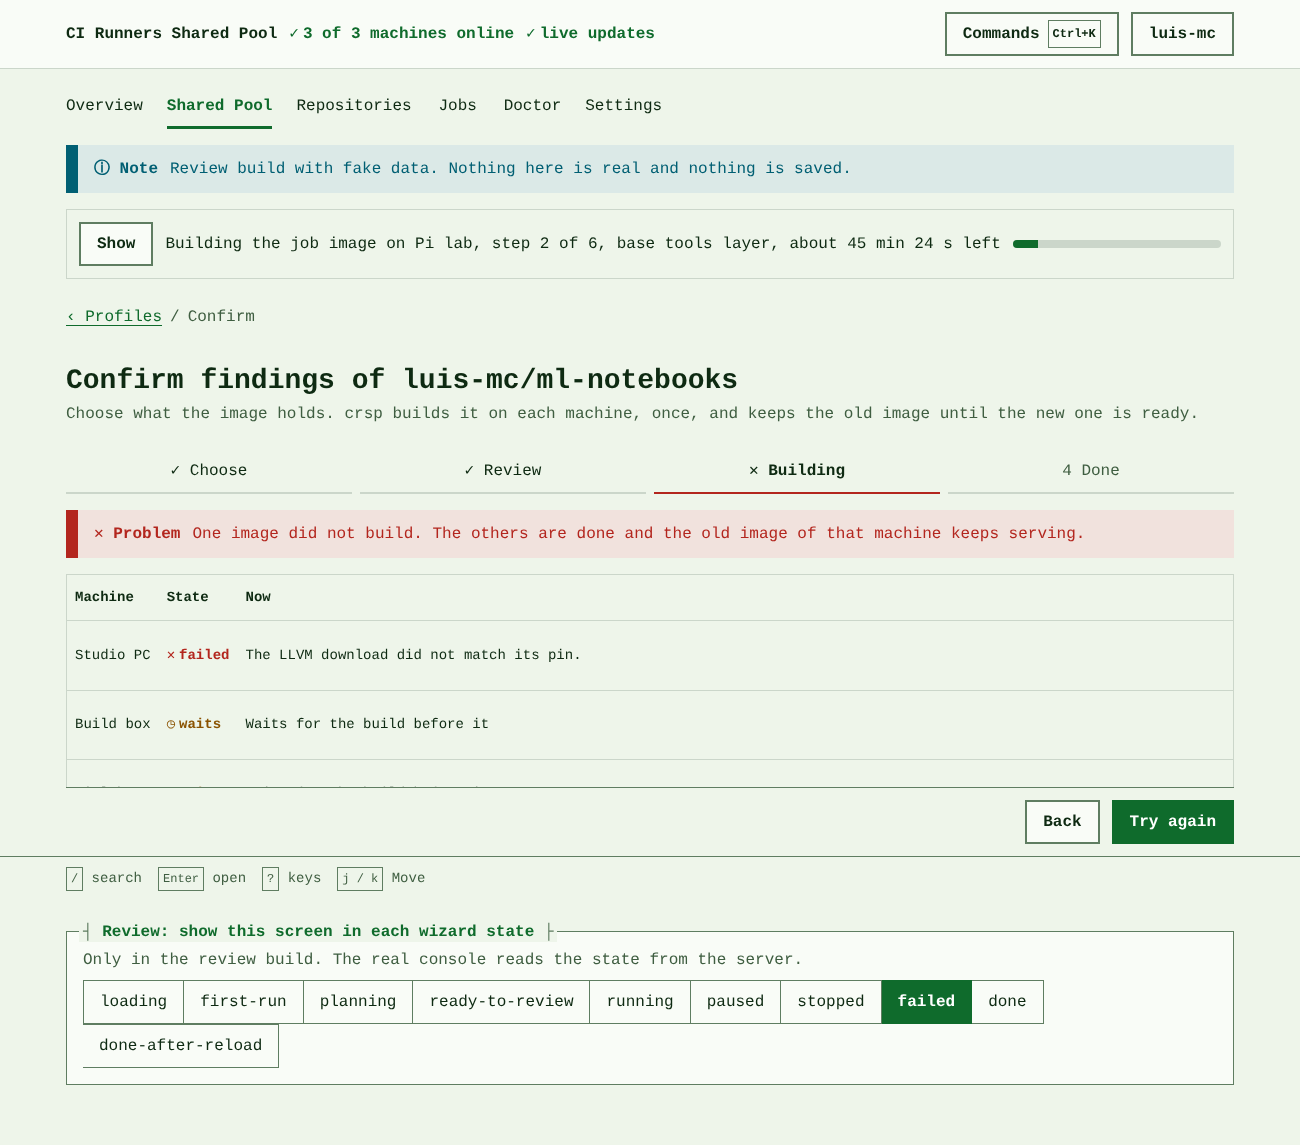 CI Runners Shared Pool ✓ 3 of 3 machines online ✓ live updates Commands Ctrl+K luis-mc
Overview Shared Pool Repositories Jobs Doctor Settings
ⓘ Note Review build with fake data. Nothing here is real and nothing is saved.
Show Building the job image on Pi lab, step 2 of 6, base tools layer, about 45 min 24 s left
‹ Profiles / Confirm
Confirm findings of luis-mc/ml-notebooks
Choose what the image holds. crsp builds it on each machine, once, and keeps the old image until the new one is ready.
✓ Choose ✓ Review × Building 4 Done
× Problem One image did not build. The others are done and the old image of that machine keeps serving.
Machine State Now
Studio PC × failed The LLVM download did not match its pin.
Build box ◷ waits Waits for the build before it
Back Try again
/ search Enter open ? keys j / k Move
Review: show this screen in each wizard state
Only in the review build. The real console reads the state from the server.
loading first-run planning ready-to-review running paused stopped failed done
done-after-reload